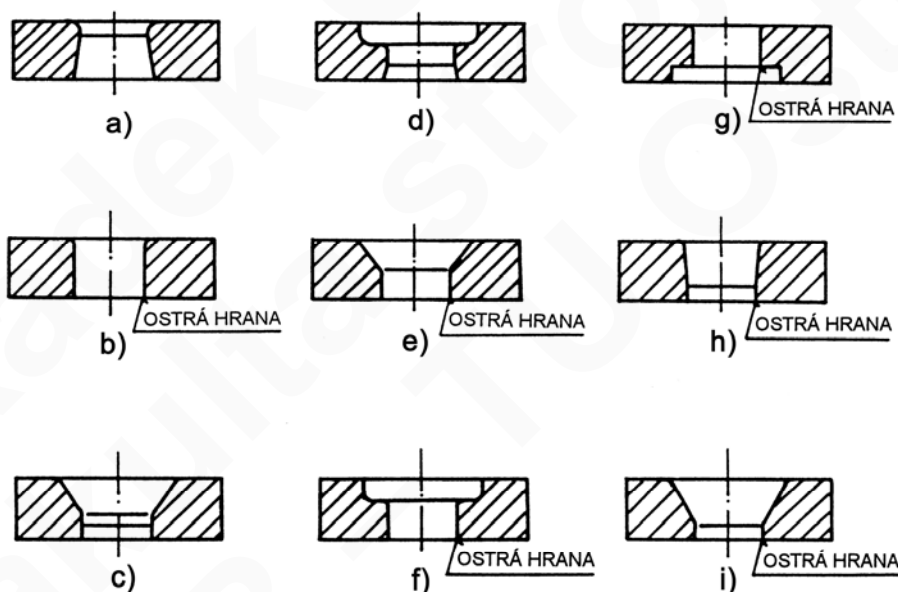 a)
d)
g)
OSTRÁ HRANA
b)
OSTRÁ HRANA
e)
OSTRÁ HRANA
h)
OSTRÁ HRANA
c)
f)
OSTRÁ HRANA
i)
OSTRÁ HRANA